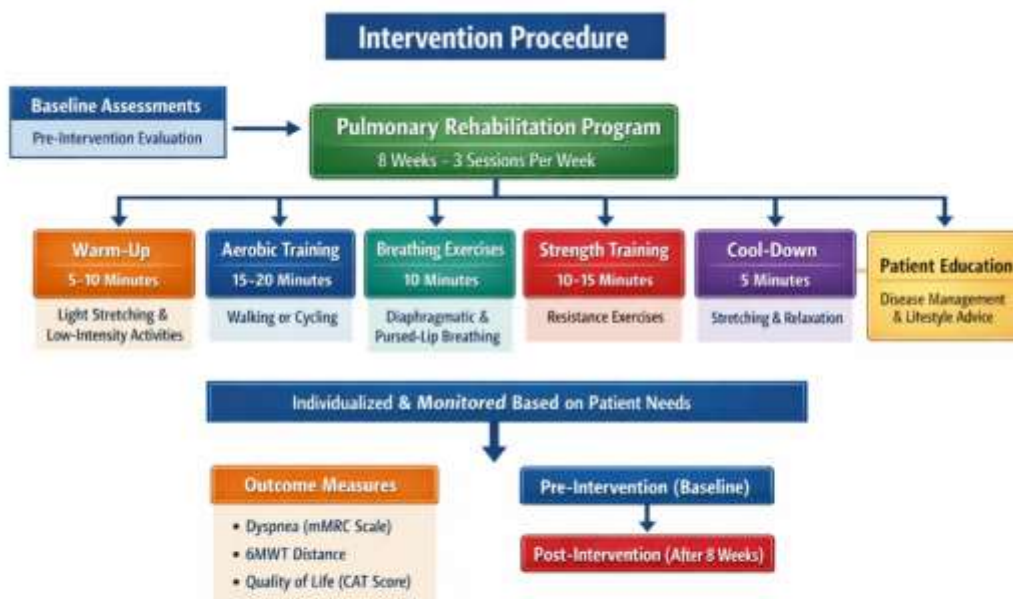 Intervention Procedure
Baseline Assessments
Pre-Intervention Evaluation
Pulmonary Rehabilitation Program
8 Weeks – 3 Sessions Per Week
Warm-Up
5-10 Minutes
Light Stretching &
Low-Intensity Activities
Aerobic Training
15-20 Minutes
Walking or Cycling
Breathing Exercises
10 Minutes
Diaphragmatic &
Pursed-Lip Breathing
Strength Training
10-15 Minutes
Resistance Exercises
Cool-Down
5 Minutes
Stretching & Relaxation
Patient Education
Disease Management
& Lifestyle Advice
Individualized & Monitored Based on Patient Needs
Outcome Measures
• Dyspnea (mMRC Scale)
• 6MWT Distance
• Quality of Life (CAT Score)
Pre-Intervention (Baseline)
Post-Intervention (After 8 Weeks)